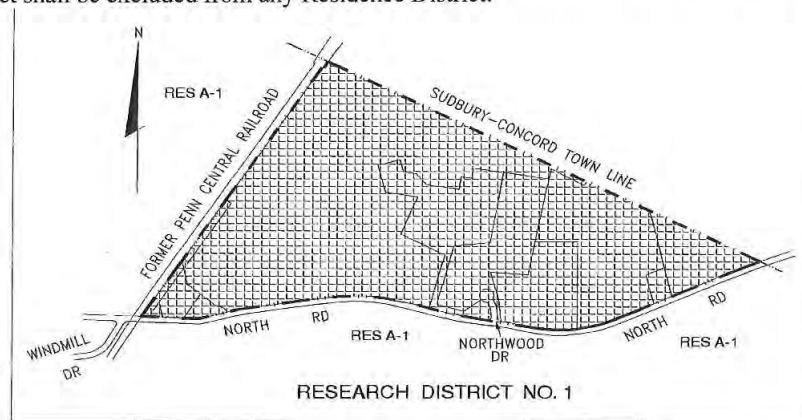 ct shall be excluded from any Residence District.
N
RES A-1
FORMER PENN CENTRAL RAILROAD
SUDBURY-CONCORD TOWN LINE
WINDMILL
DR
NORTH RD
RES A-1
NORTHWOOD
DR
NORTH RD
RES A-1
RESEARCH DISTRICT NO. 1